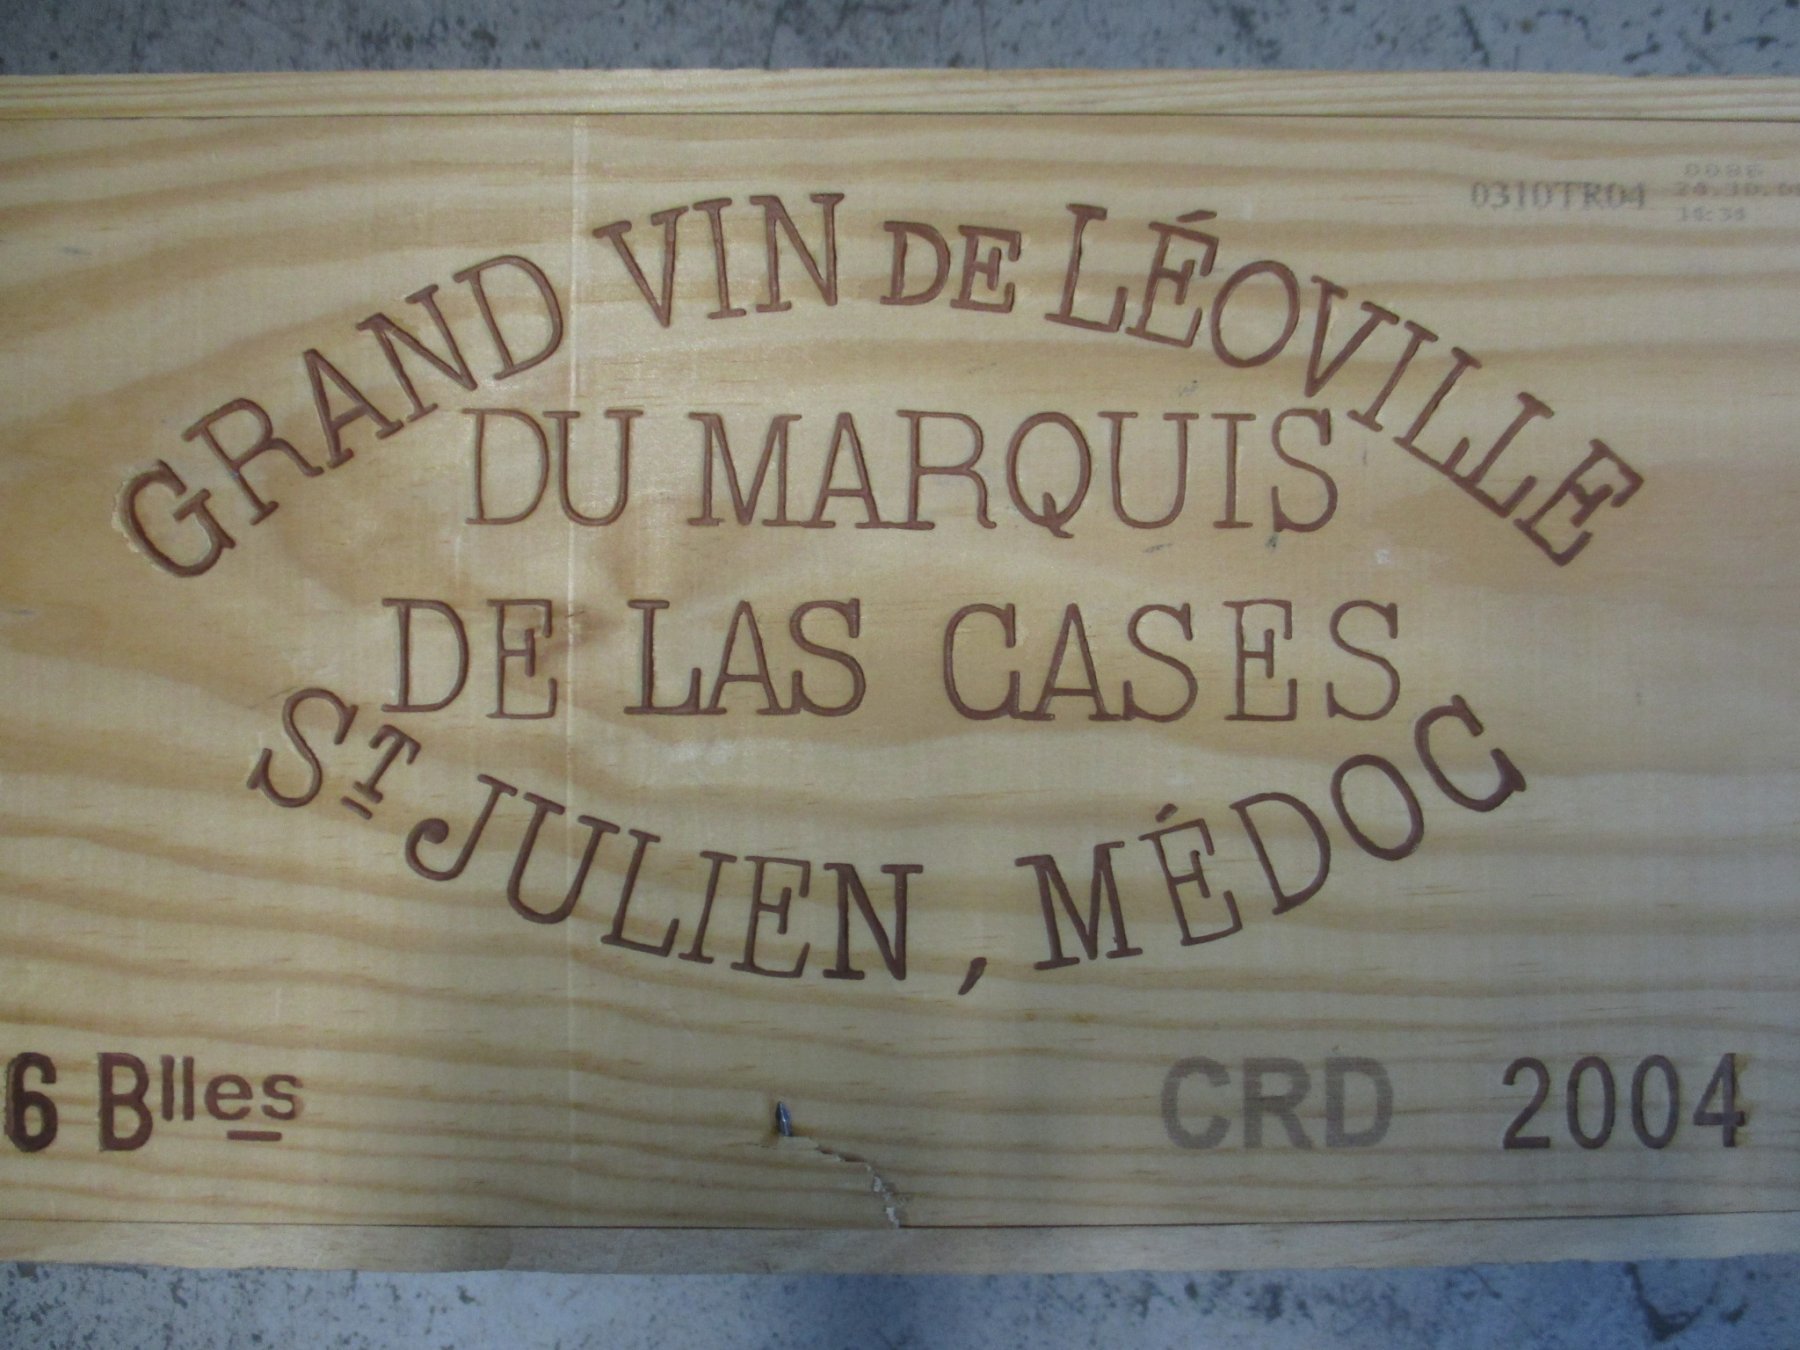 0310TR04
GRAND VIN DE LÉOVILLE
DU MARQUIS
DE LAS CASES
ST JULIEN, MÉDOC
6 Blles
CRD 2004